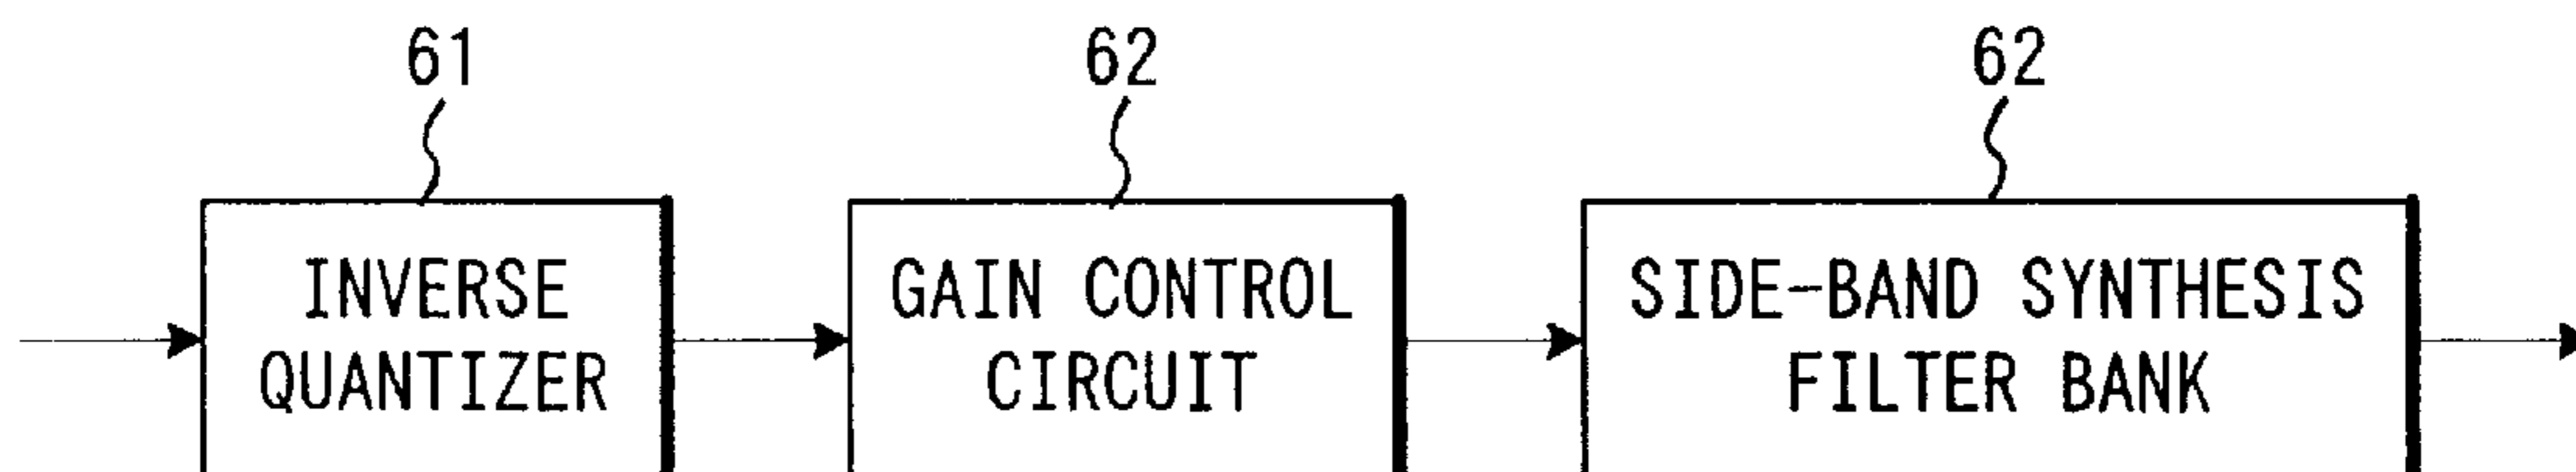 61
62
62
INVERSE
QUANTIZER
GAIN CONTROL
CIRCUIT
SIDE-BAND SYNTHESIS
FILTER BANK